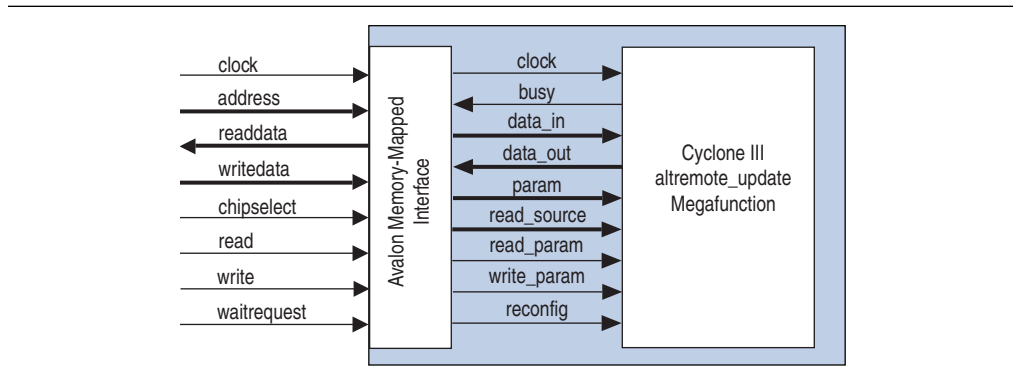 clock
address
readdata
writedata
chipselect
read
write
waitrequest
Avalon Memory-Mapped
Interface
clock
busy
data_in
data_out
param
read_source
read_param
write_param
reconfig
Cyclone III
altremote_update
Megafunction